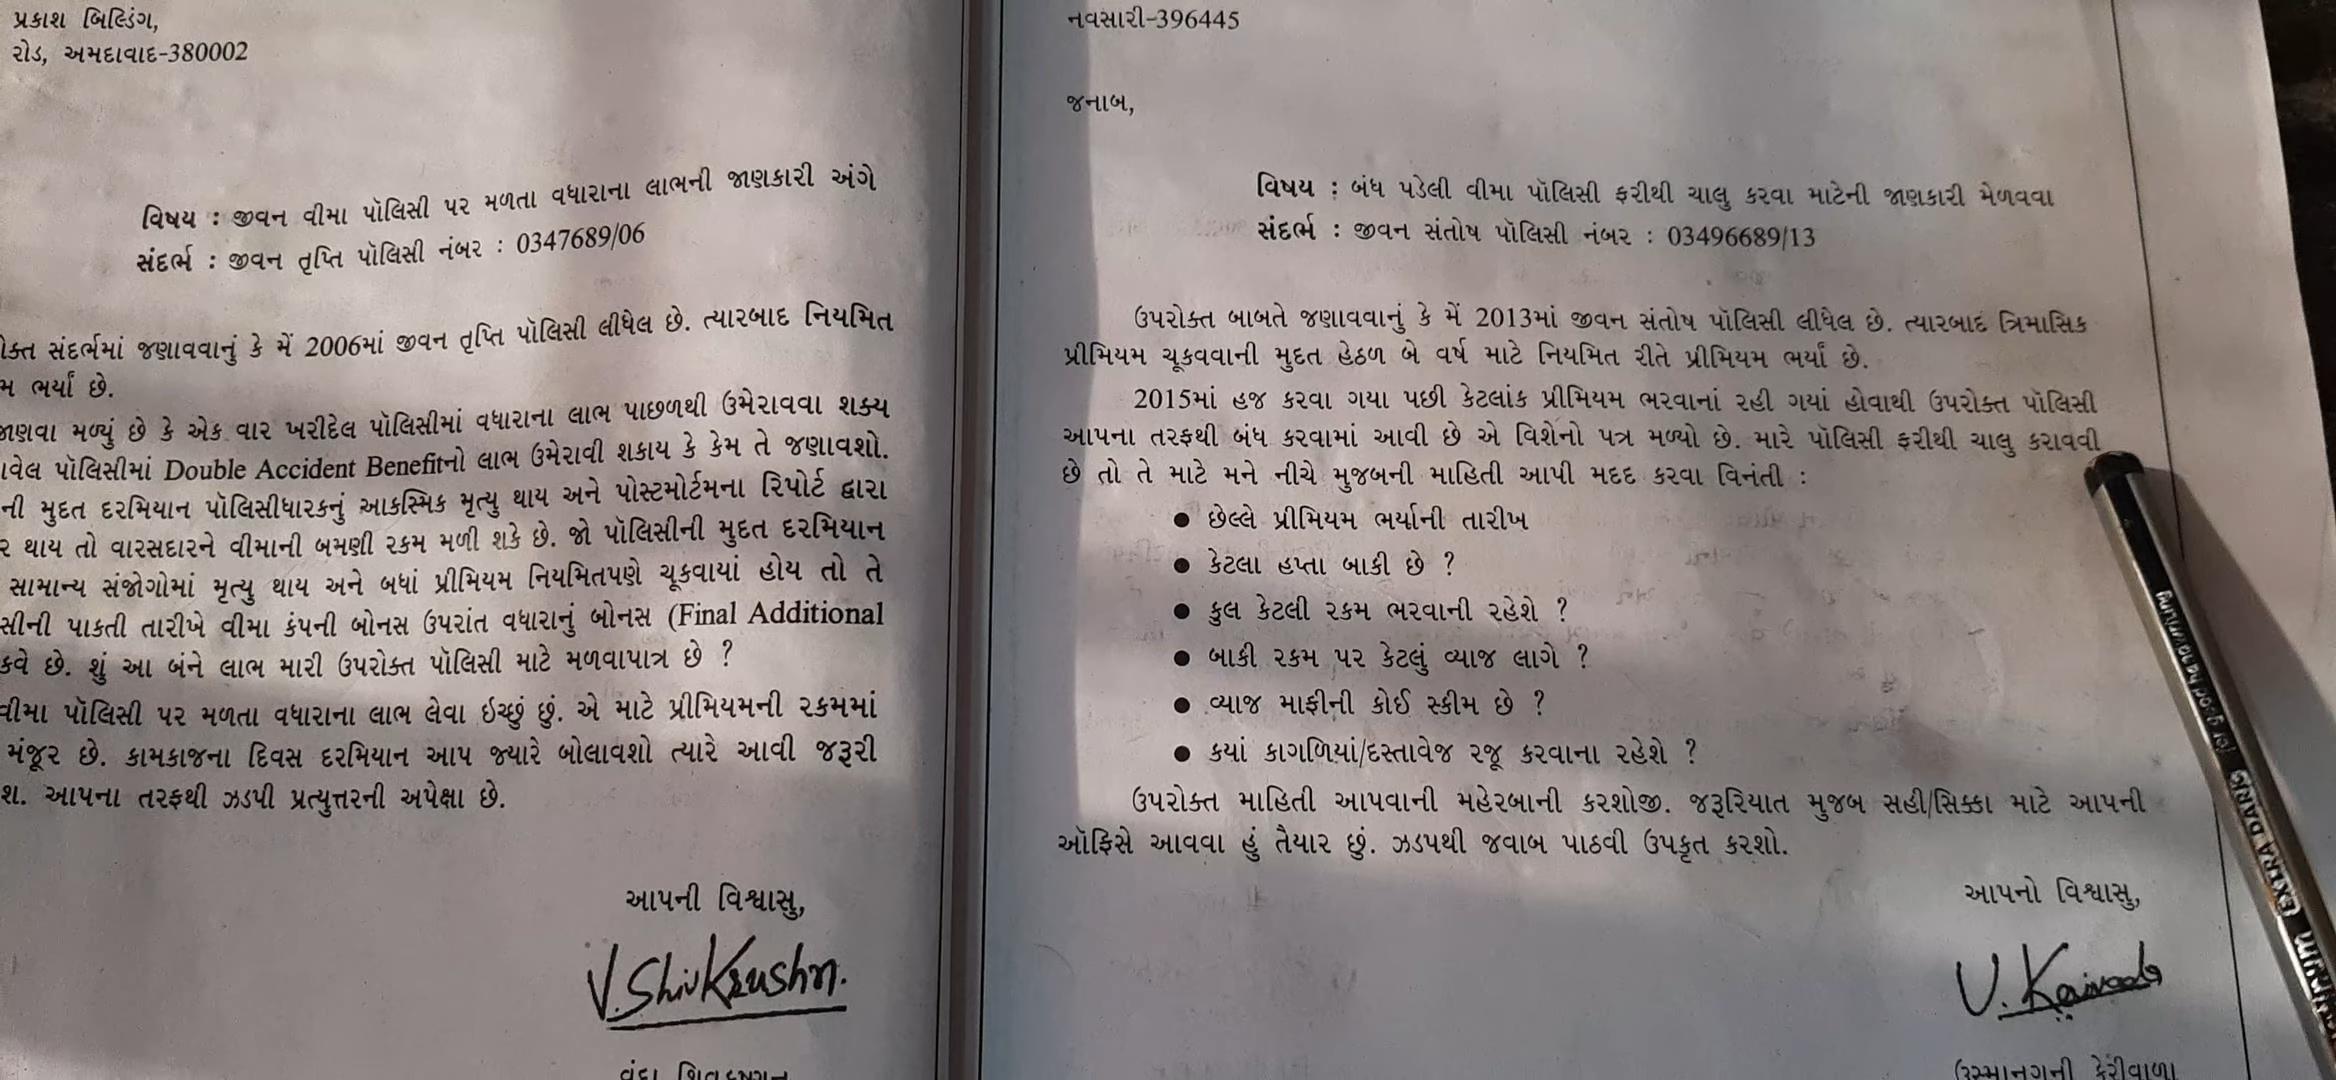 પ્રકાશ બિલ્ડિંગ,
રોડ, અમદાવાદ-380002
વિષય : જીવન વીમા પૉલિસી પર મળતા વધારાના લાભની જાણકારી અંગે
સંદર્ભ : જીવન તૃપ્તિ પૉલિસી નંબર : 0347689/06
ોક્ત સંદર્ભમાં જણાવવાનું કે મેં 2006માં જીવન તૃપ્તિ પૉલિસી લીધેલ છે. ત્યારબાદ નિયમિત
મ ભર્યાં છે.
જાણવા મળ્યું છે કે એક વાર ખરીદેલ પૉલિસીમાં વધારાના લાભ પાછળથી ઉમેરાવવા શક્ય
ાવેલ પૉલિસીમાં Double Accident Benefitનો લાભ ઉમેરાવી શકાય કે કેમ તે જણાવશો.
ની મુદત દરમિયાન પૉલિસીધારકનું આકસ્મિક મૃત્યુ થાય અને પોસ્ટમોર્ટમના રિપોર્ટ દ્વારા
ર થાય તો વારસદારને વીમાની બમણી રકમ મળી શકે છે. જો પૉલિસીની મુદત દરમિયાન
સામાન્ય સંજોગોમાં મૃત્યુ થાય અને બધાં પ્રીમિયમ નિયમિતપણે ચૂકવાયાં હોય તો તે
સીની પાકતી તારીખે વીમા કંપની બોનસ ઉપરાંત વધારાનું બોનસ (Final Additional
કવે છે. શું આ બંને લાભ મારી ઉપરોક્ત પૉલિસી માટે મળવાપાત્ર છે ?
વીમા પૉલિસી પર મળતા વધારાના લાભ લેવા ઈચ્છું છું. એ માટે પ્રીમિયમની રકમમાં
મંજૂર છે. કામકાજના દિવસ દરમિયાન આપ જ્યારે બોલાવશો ત્યારે આવી જરૂરી
શ. આપના તરફથી ઝડપી પ્રત્યુત્તરની અપેક્ષા છે.
આપની વિશ્વાસુ,
V. ShivKrushn.
નવસારી-396445
જનાબ,
વિષય : બંધ પડેલી વીમા પૉલિસી ફરીથી ચાલુ કરવા માટેની જાણકારી મેળવવા
સંદર્ભ : જીવન સંતોષ પૉલિસી નંબર : 03496689/13
ઉપરોક્ત બાબતે જણાવવાનું કે મેં 2013માં જીવન સંતોષ પૉલિસી લીધેલ છે. ત્યારબાદ ત્રિમાસિક
પ્રીમિયમ ચૂકવવાની મુદત હેઠળ બે વર્ષ માટે નિયમિત રીતે પ્રીમિયમ ભર્યાં છે.
2015માં હજ કરવા ગયા પછી કેટલાંક પ્રીમિયમ ભરવાનાં રહી ગયાં હોવાથી ઉપરોક્ત પૉલિસી
આપના તરફથી બંધ કરવામાં આવી છે એ વિશેનો પત્ર મળ્યો છે. મારે પૉલિસી ફરીથી ચાલુ કરાવવી
છે તો તે માટે મને નીચે મુજબની માહિતી આપી મદદ કરવા વિનંતી :
● છેલ્લે પ્રીમિયમ ભર્યાની તારીખ
● કેટલા હપ્તા બાકી છે ?
● કુલ કેટલી રકમ ભરવાની રહેશે ?
● બાકી રકમ પર કેટલું વ્યાજ લાગે ?
● વ્યાજ માફીની કોઈ સ્કીમ છે ?
● કયાં કાગળિયાં/દસ્તાવેજ રજૂ કરવાના રહેશે ?
ઉપરોક્ત માહિતી આપવાની મહેરબાની કરશોજી. જરૂરિયાત મુજબ સહી/સિક્કા માટે આપની
ઑફિસે આવવા હું તૈયાર છું. ઝડપથી જવાબ પાઠવી ઉપકૃત કરશો.
આપનો વિશ્વાસુ,
for good handwriting
EXTRA DARK